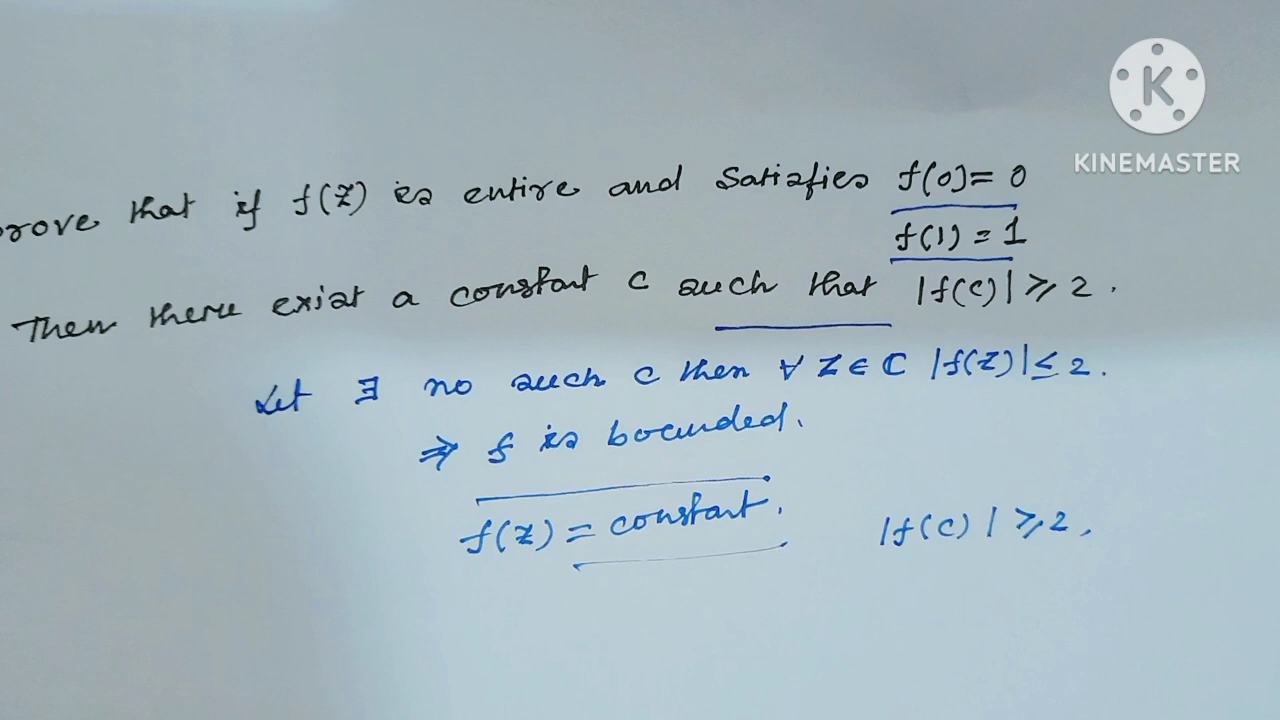 K
KINEMASTER
prove that if f(z) is entire and Satisfies f(0) = 0
f(1) = 1
Then there exist a constant c such that |f(c)| ⩾ 2.
Let ∃ no such c then ∀ z ∈ ℂ |f(z)| ≤ 2.
⇒ f is bounded.
f(z) = constant. |f(c)| ⩾ 2.